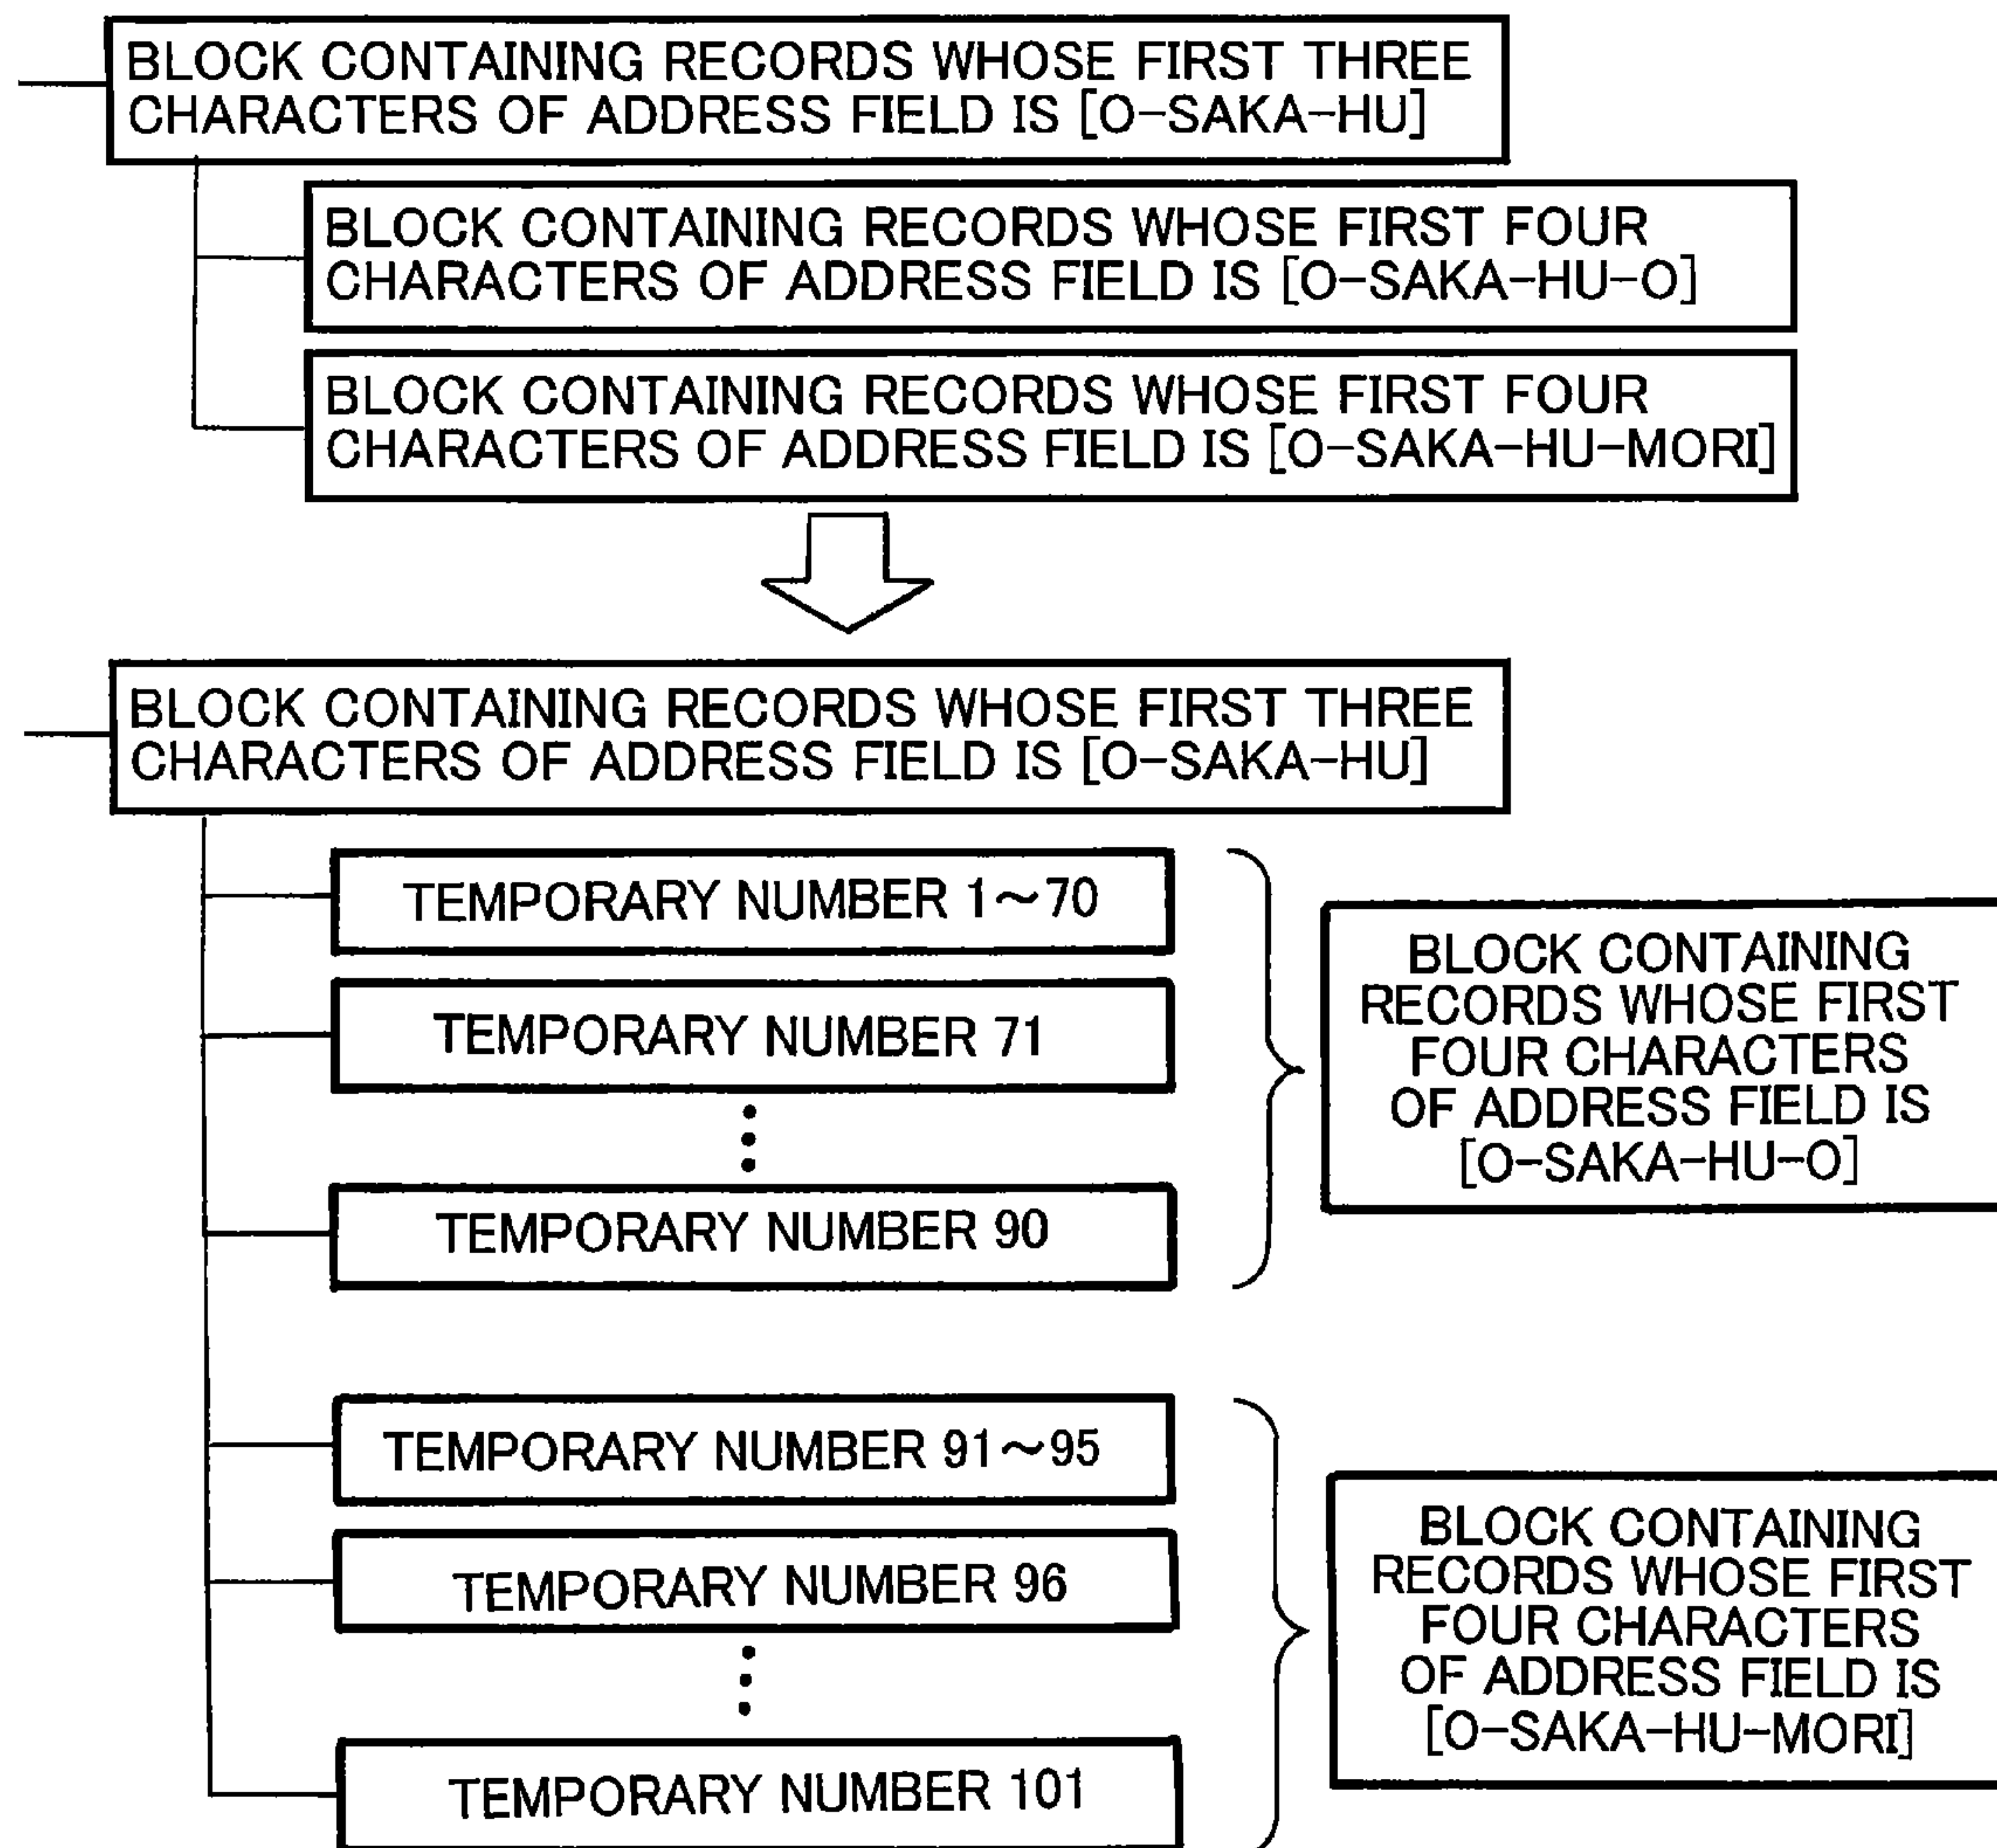 BLOCK CONTAINING RECORDS WHOSE FIRST THREE
CHARACTERS OF ADDRESS FIELD IS [O-SAKA-HU]
BLOCK CONTAINING RECORDS WHOSE FIRST FOUR
CHARACTERS OF ADDRESS FIELD IS [O-SAKA-HU-O]
BLOCK CONTAINING RECORDS WHOSE FIRST FOUR
CHARACTERS OF ADDRESS FIELD IS [O-SAKA-HU-MORI]
BLOCK CONTAINING RECORDS WHOSE FIRST THREE
CHARACTERS OF ADDRESS FIELD IS [O-SAKA-HU]
TEMPORARY NUMBER 1～70
TEMPORARY NUMBER 71
TEMPORARY NUMBER 90
BLOCK CONTAINING
RECORDS WHOSE FIRST
FOUR CHARACTERS
OF ADDRESS FIELD IS
[O-SAKA-HU-O]
TEMPORARY NUMBER 91～95
TEMPORARY NUMBER 96
TEMPORARY NUMBER 101
BLOCK CONTAINING
RECORDS WHOSE FIRST
FOUR CHARACTERS
OF ADDRESS FIELD IS
[O-SAKA-HU-MORI]